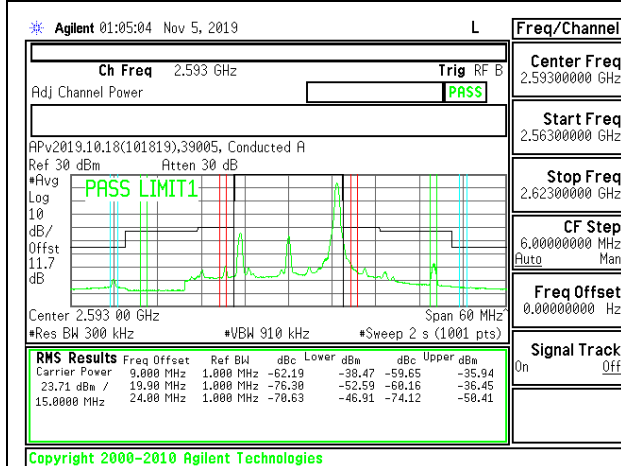 Agilent 01:05:04 Nov 5, 2019 L
Freq/Channel
Ch Freq 2.593 GHz Trig RF B
Adj Channel Power PASS
APv2019.10.18(101819),39005, Conducted A
Ref 30 dBm Atten 30 dB
#Avg
Log
10
dB/
Offst
11.7
dB
PASS LIMIT1
Center 2.593 00 GHz Span 60 MHz^
#Res BW 300 kHz #VBW 910 kHz #Sweep 2 s (1001 pts)
RMS Results Freq Offset Ref BW dBc Lower dBm dBc Upper dBm
Carrier Power 9.000 MHz 1.000 MHz -62.19 -38.47 -59.65 -35.94
23.71 dBm / 19.90 MHz 1.000 MHz -76.30 -52.59 -60.16 -36.45
15.0000 MHz 24.00 MHz 1.000 MHz -70.63 -46.91 -74.12 -50.41
Copyright 2000-2010 Agilent Technologies
Center Freq
2.59300000 GHz
Start Freq
2.56300000 GHz
Stop Freq
2.62300000 GHz
CF Step
6.00000000 MHz
Auto Man
Freq Offset
0.00000000 Hz
Signal Track
On Off